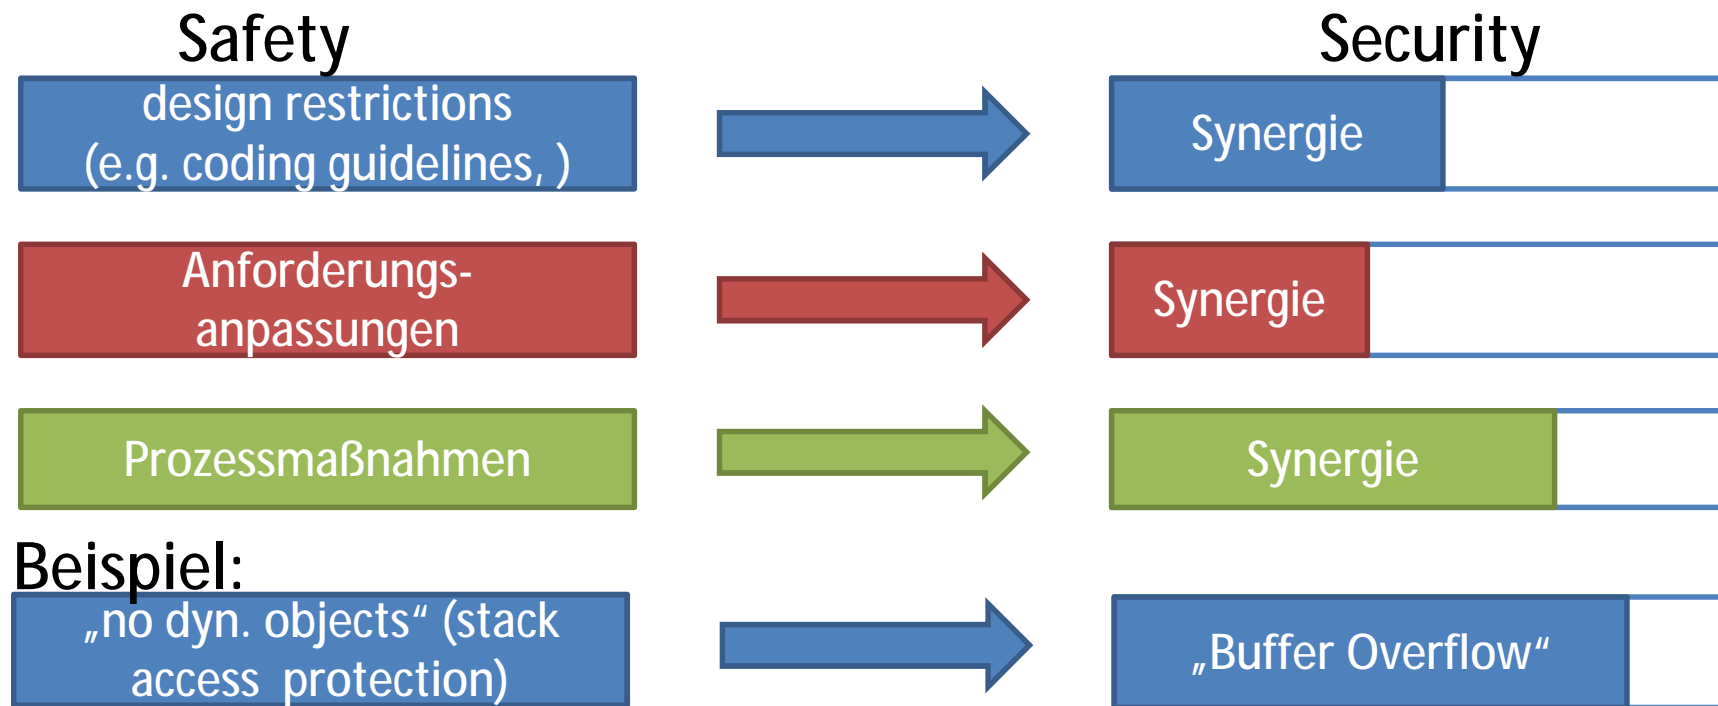 Safety
Security
design restrictions
(e.g. coding guidelines, )
Synergie
Anforderungs-
anpassungen
Synergie
Prozessmaßnahmen
Synergie
Beispiel:
„no dyn. objects“ (stack
access protection)
„Buffer Overflow“